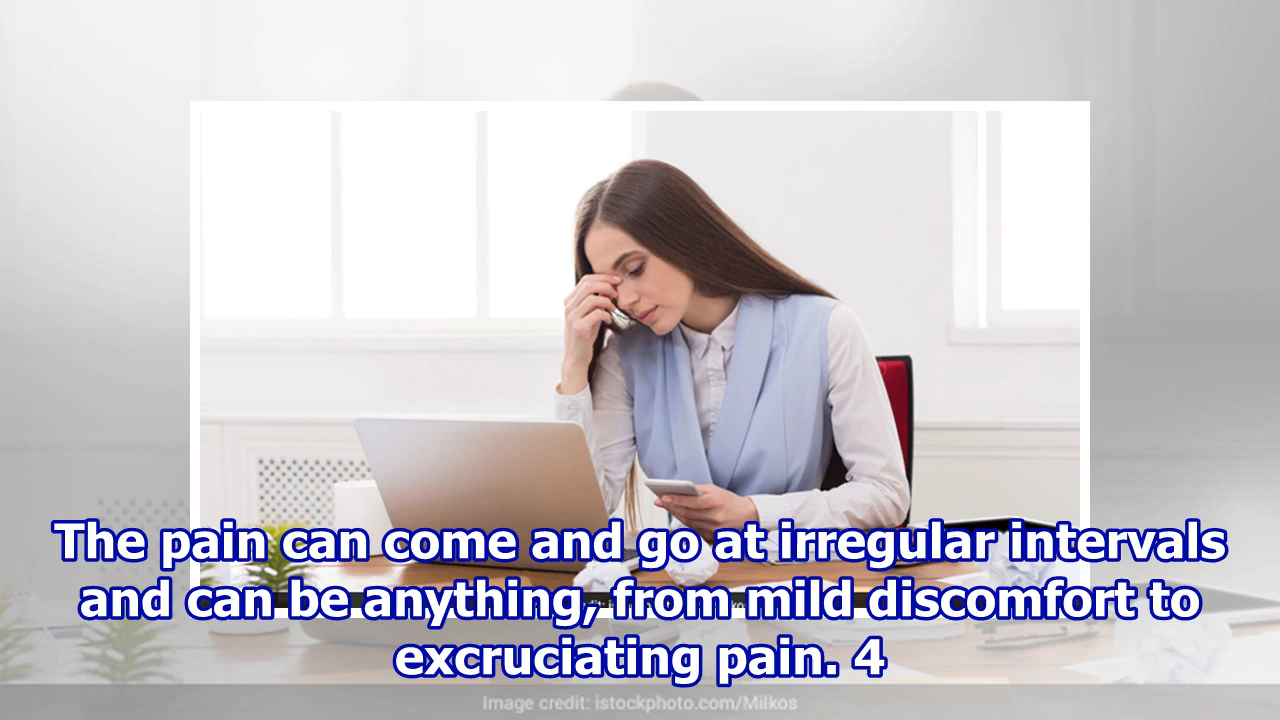 The pain can come and go at irregular intervals
and can be anything, from mild discomfort to
excruciating pain. 4
Image credit: istockphoto.com/Milkos